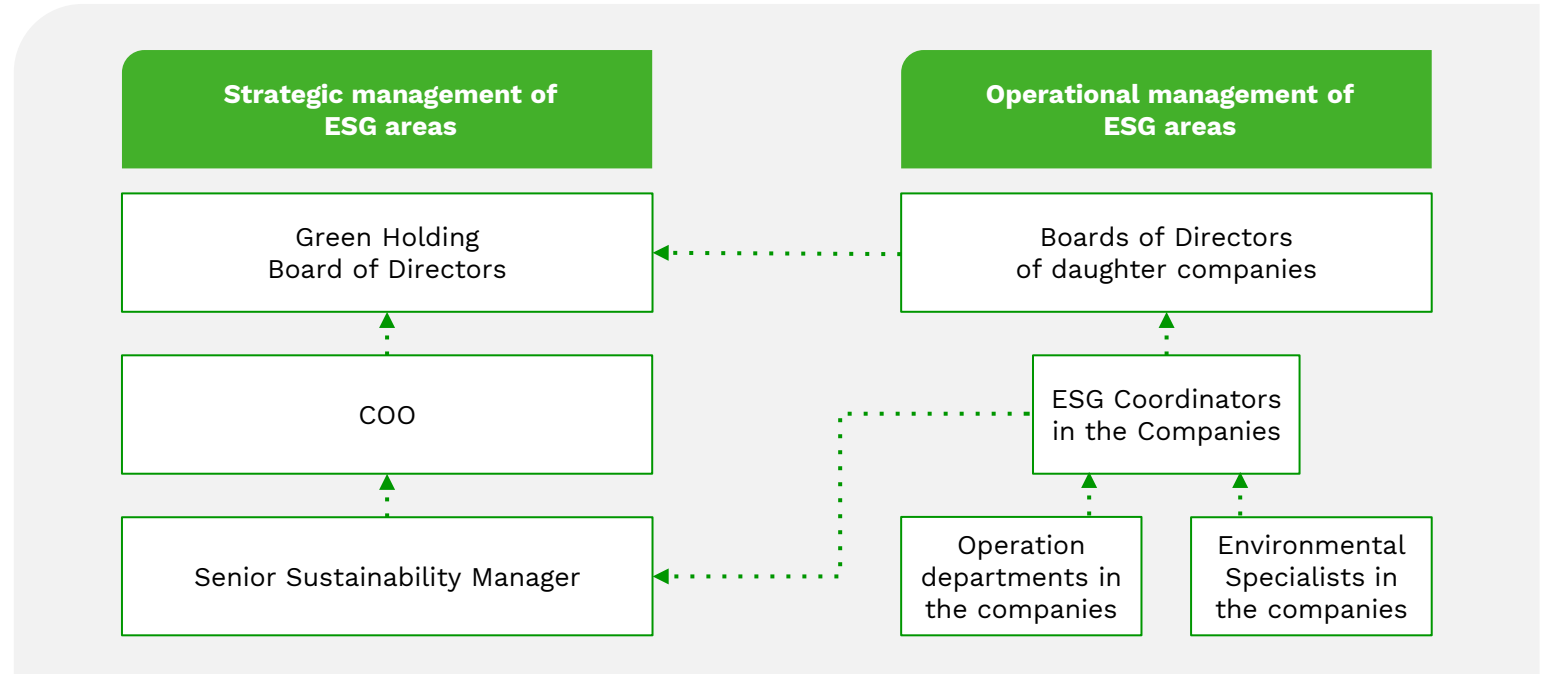 Strategic management of
ESG areas
Operational management of
ESG areas
Green Holding
Board of Directors
Boards of Directors
of daughter companies
COO
ESG Coordinators
in the Companies
Senior Sustainability Manager
Operation
departments in
the companies
Environmental
Specialists in
the companies